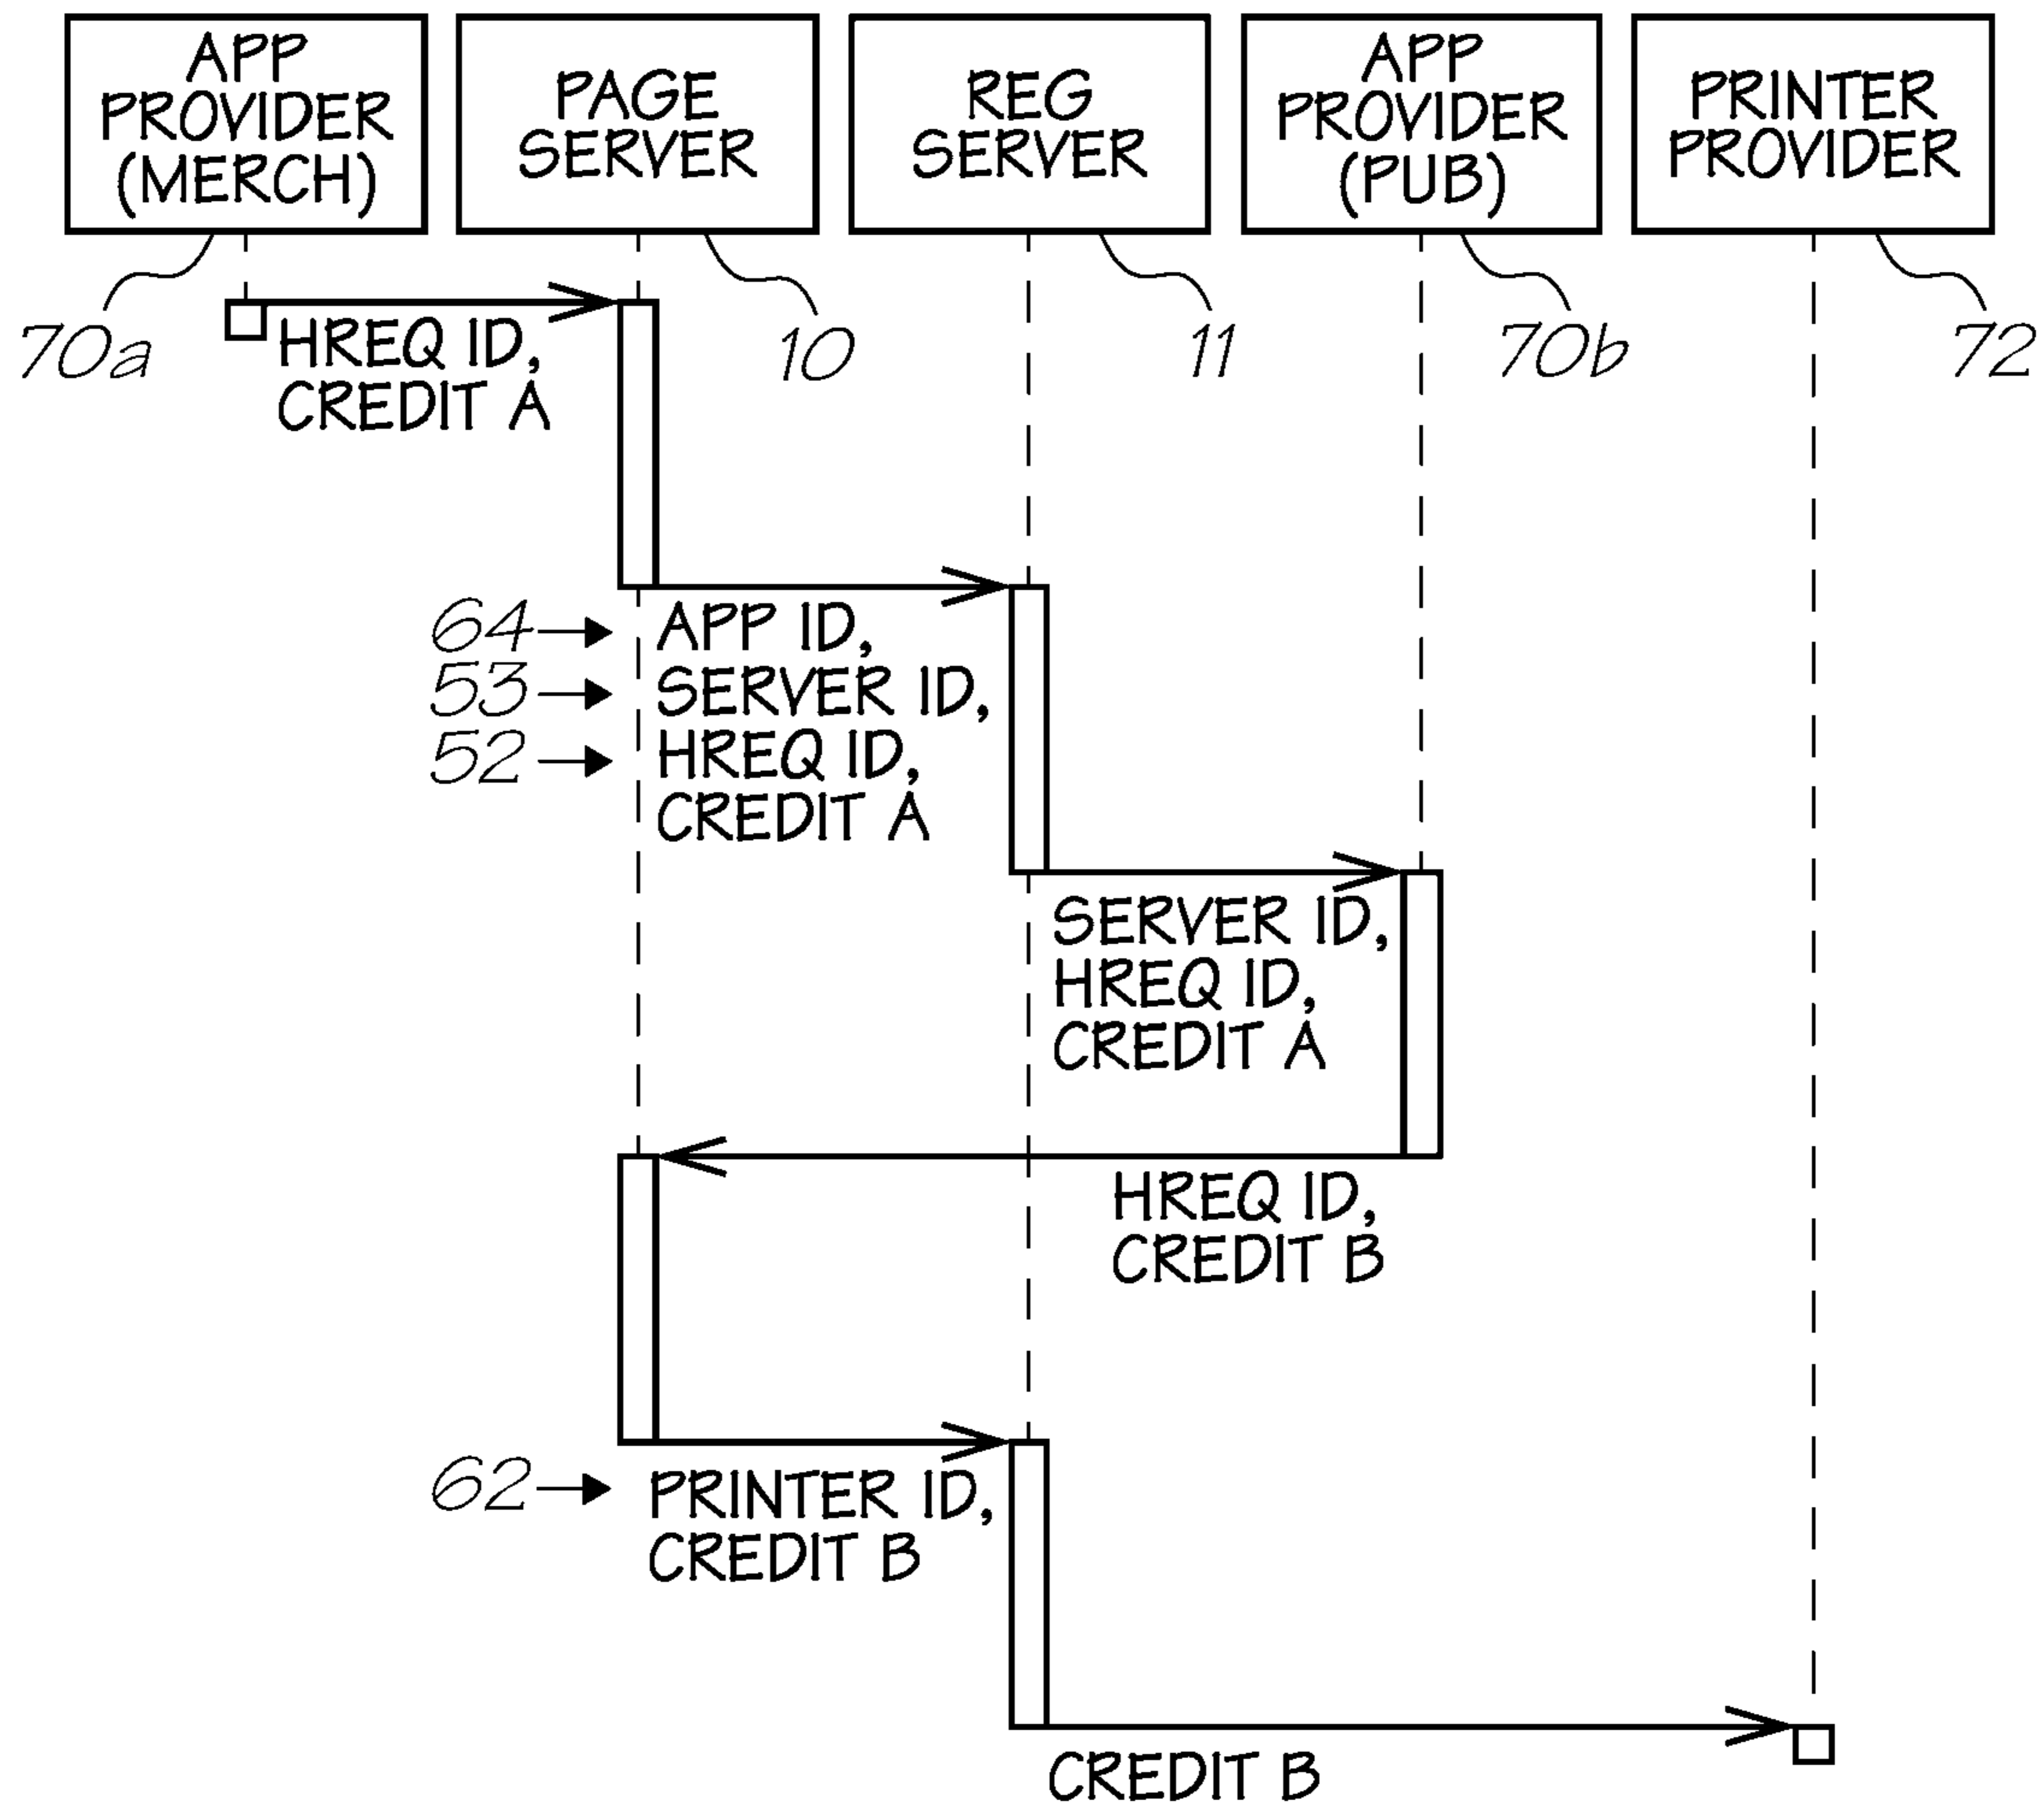 APP
PROVIDER
(MERCH)
PAGE
SERVER
REG
SERVER
APP
PROVIDER
(PUB)
PRINTER
PROVIDER
70a
10
11
70b
72
HREQ ID,
CREDIT A
64
APP ID,
53
SERVER ID,
52
HREQ ID,
CREDIT A
SERVER ID,
HREQ ID,
CREDIT A
HREQ ID,
CREDIT B
62
PRINTER ID,
CREDIT B
CREDIT B